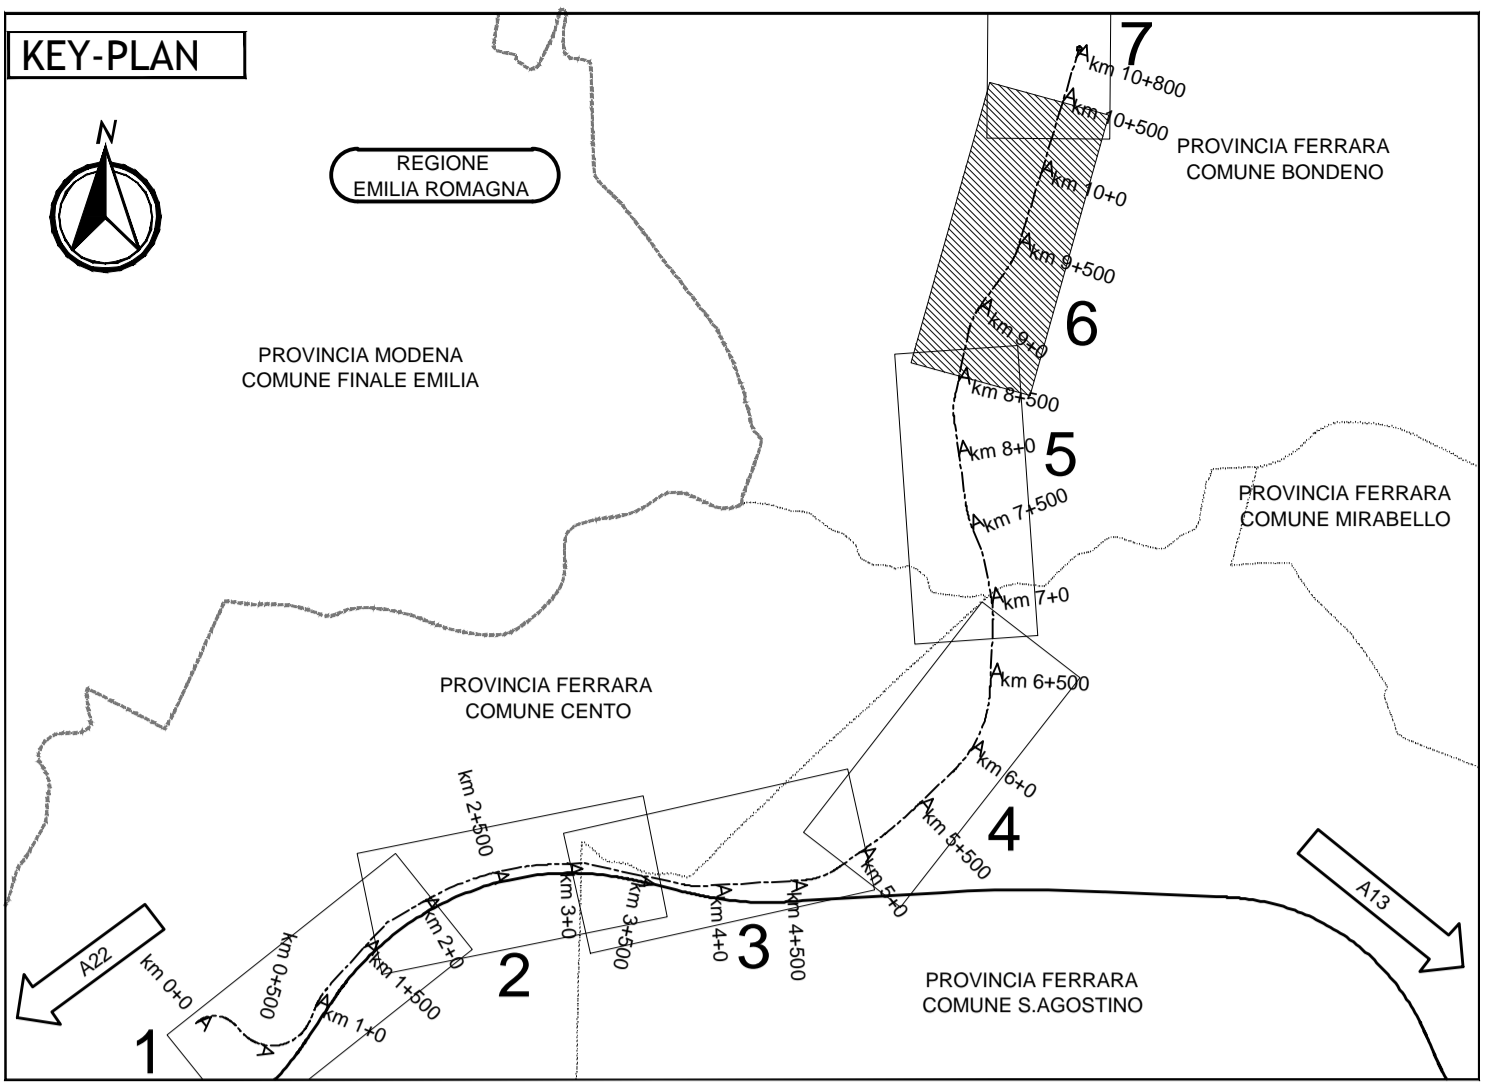 KEY-PLAN
N
REGIONE
EMILIA ROMAGNA
7
km 10+800
km 10+500
PROVINCIA FERRARA
COMUNE BONDENO
km 10+0
km 9+500
6
km 9+0
PROVINCIA MODENA
COMUNE FINALE EMILIA
km 8+500
5
km 8+0
km 7+500
PROVINCIA FERRARA
COMUNE MIRABELLO
km 7+0
km 6+500
PROVINCIA FERRARA
COMUNE CENTO
km 6+0
4
km 5+500
km 5+0
km 4+500
km 4+0
3
km 3+500
km 3+0
km 2+500
2
km 2+0
km 1+500
km 1+0
km 0+500
km 0+0
1
A22
A13
PROVINCIA FERRARA
COMUNE S.AGOSTINO